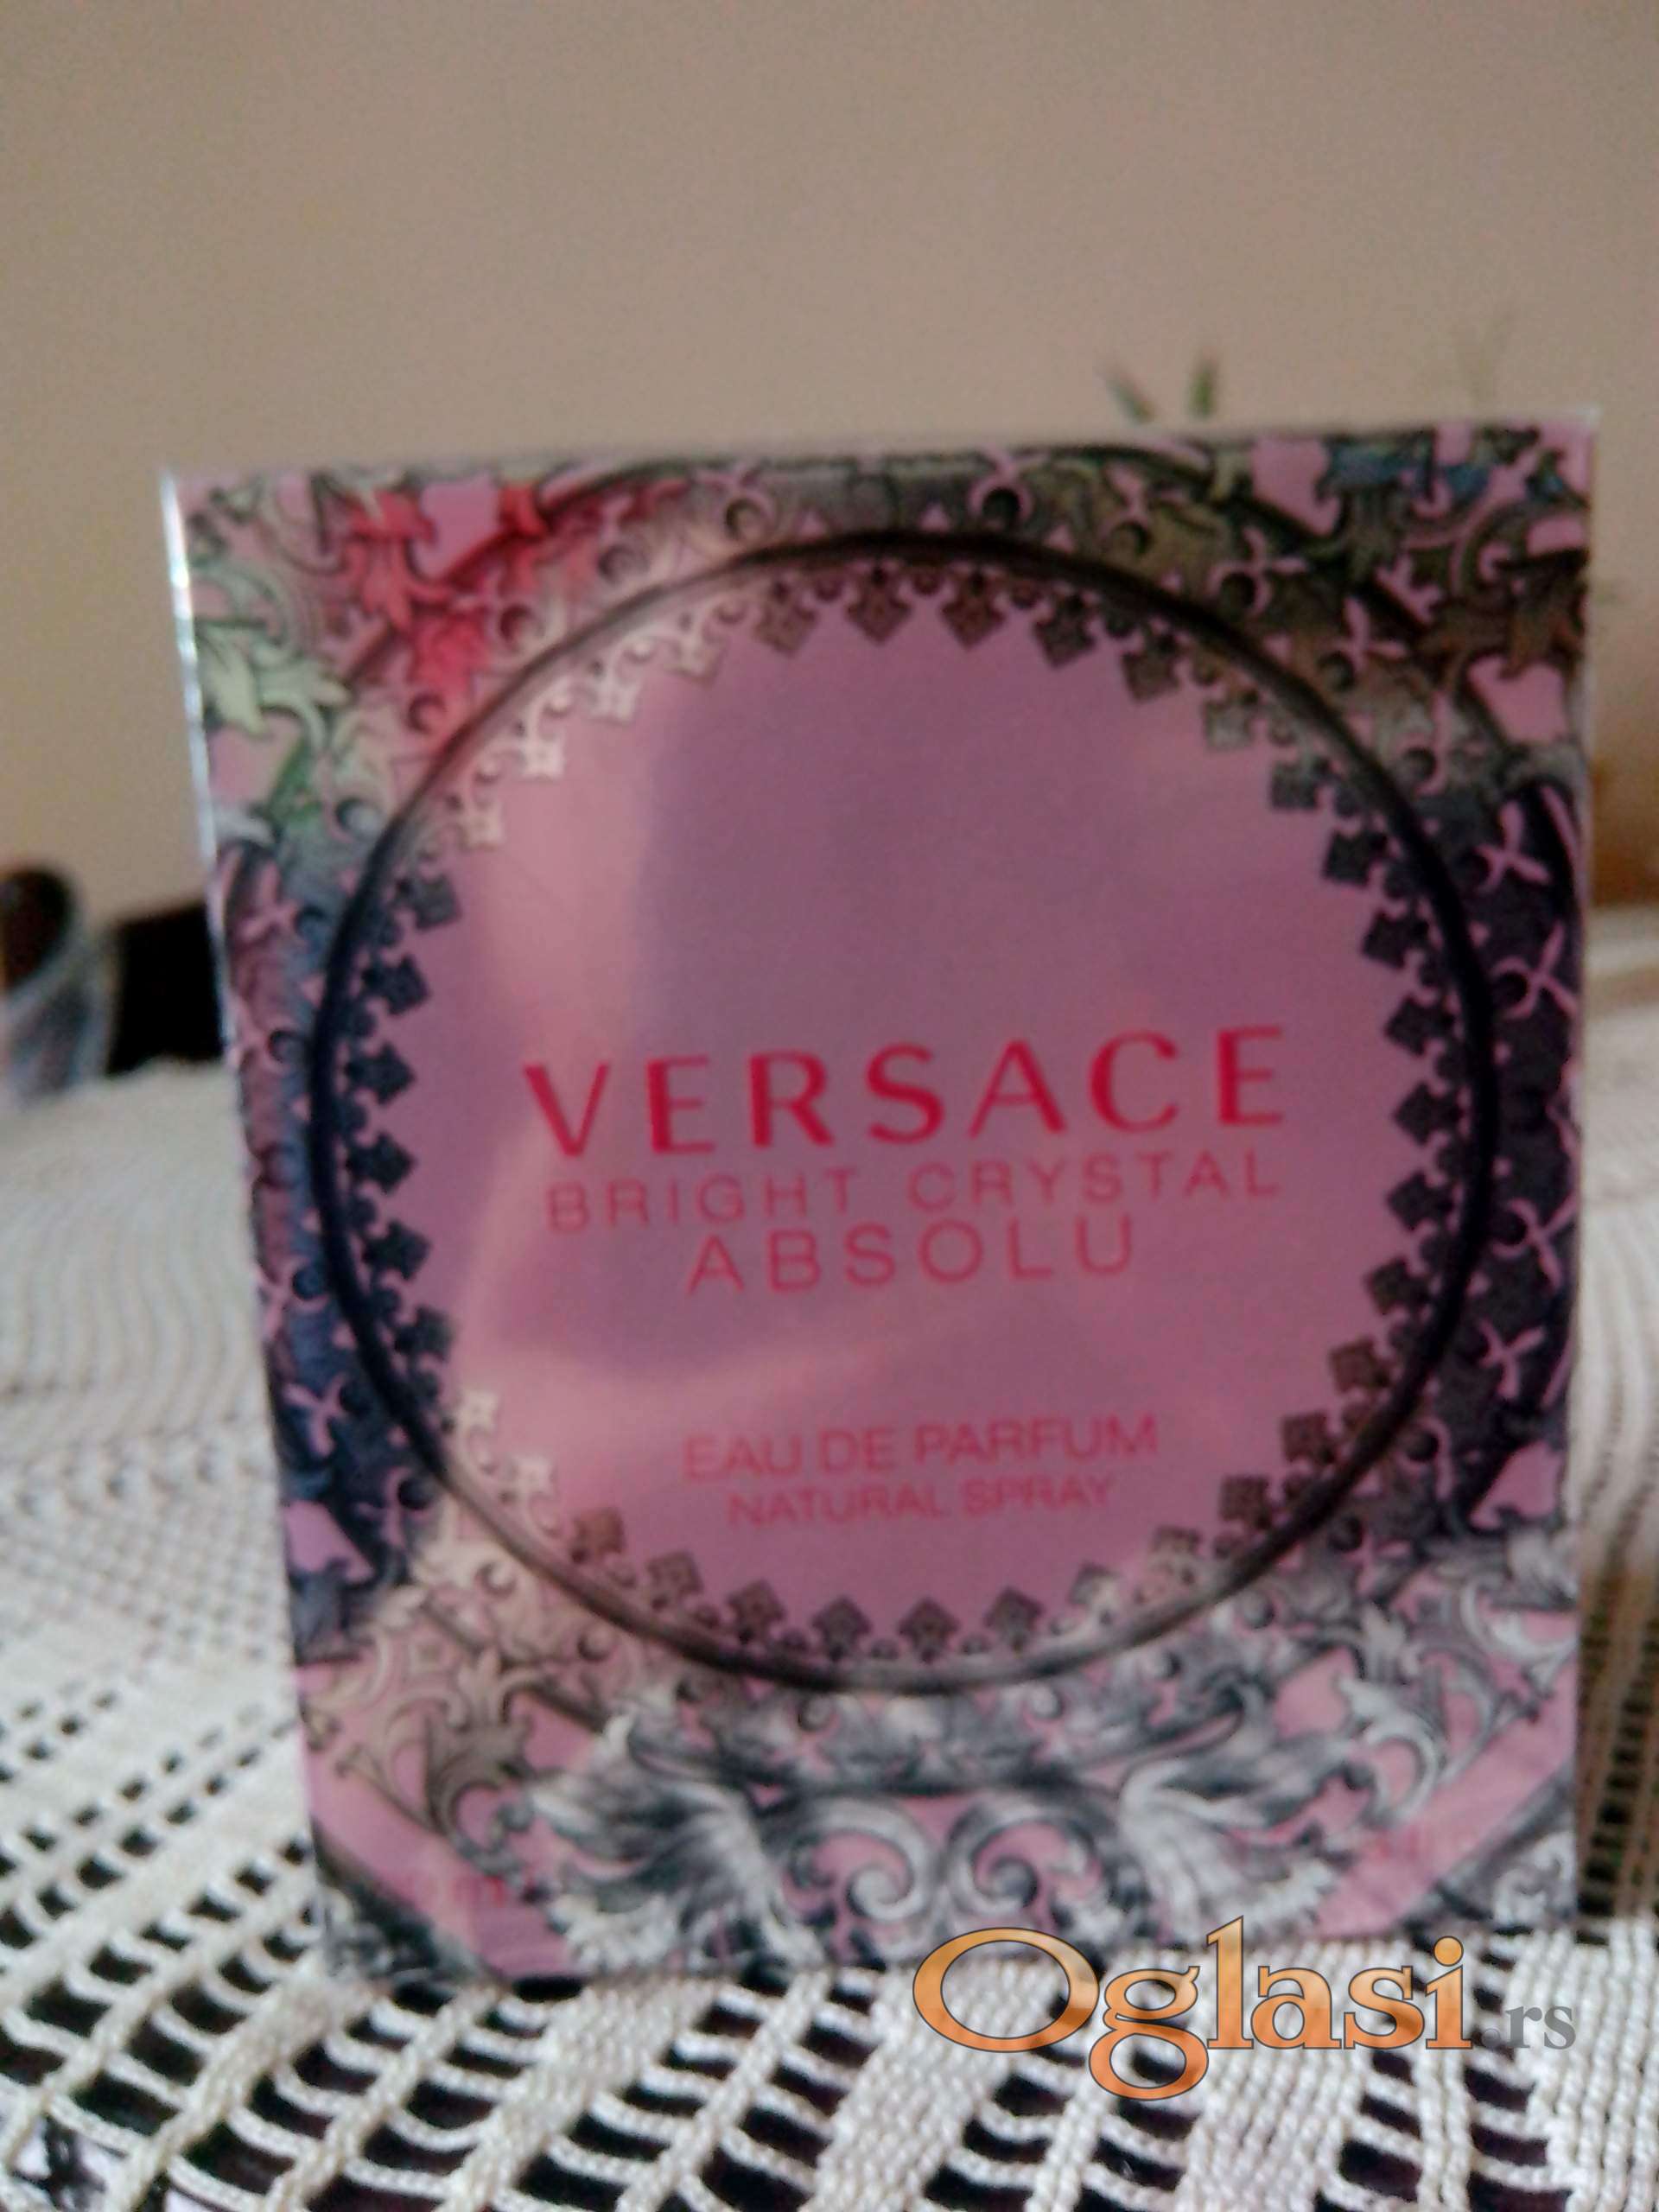 VERSACE
BRIGHT CRYSTAL
ABSOLU
EAU DE PARFUM
NATURAL SPRAY
Oglasi.rs